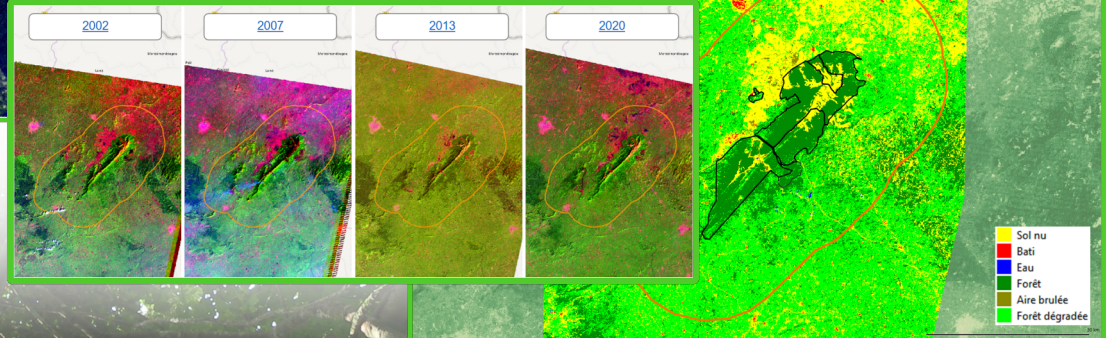 2002
2007
2013
2020
Sol nu
Bati
Eau
Forêt
Aire brulée
Forêt dégradée